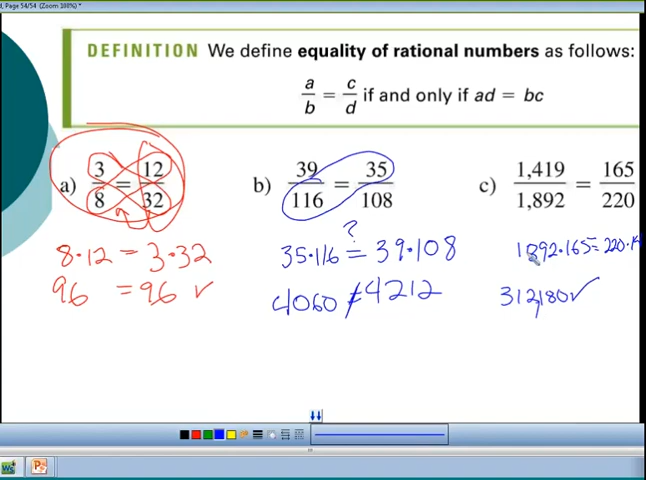 d, Page 54/54 (Zoom 100%) *
DEFINITION We define equality of rational numbers as follows:
a/b = c/d if and only if ad = bc
a) 3/8 = 12/32
b) 39/116 = 35/108
c) 1,419/1,892 = 165/220
8·12 = 3·32
96 = 96 ✓
?
35·116 = 39·108
4060 ≠ 4212
1892·165 = 220·14
312,180 ✓